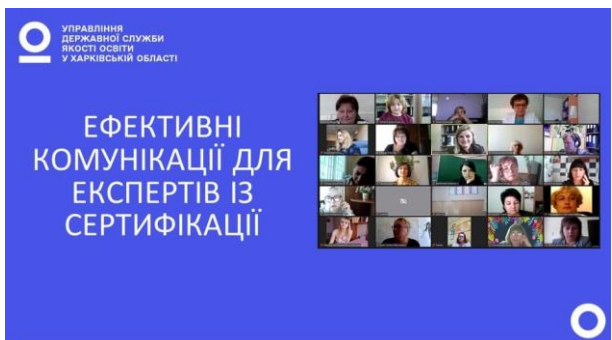 УПРАВЛІННЯ
ДЕРЖАВНОЇ СЛУЖБИ
ЯКОСТІ ОСВІТИ
У ХАРКІВСЬКІЙ ОБЛАСТІ
ЕФЕКТИВНІ
КОМУНІКАЦІЇ ДЛЯ
ЕКСПЕРТІВ ІЗ
СЕРТИФІКАЦІЇ